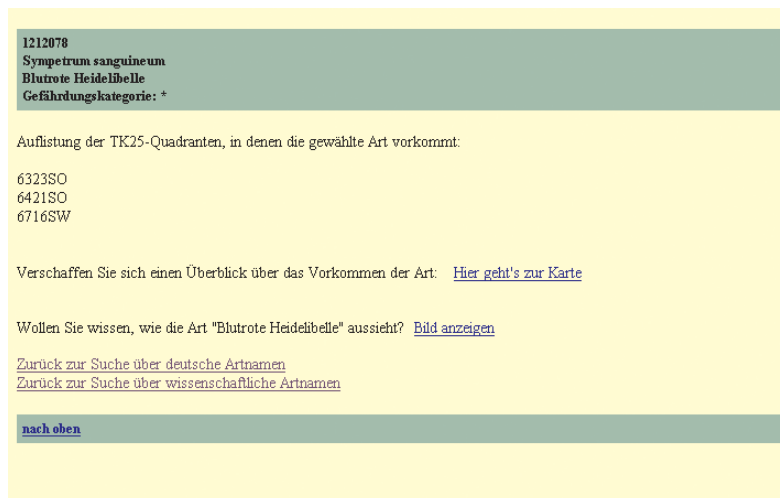 1212078
Sympetrum sanguineum
Blutrote Heidelibelle
Gefährdungskategorie: *
Auflistung der TK25-Quadranten, in denen die gewählte Art vorkommt:
6323SO
6421SO
6716SW
Verschaffen Sie sich einen Überblick über das Vorkommen der Art: Hier geht's zur Karte
Wollen Sie wissen, wie die Art "Blutrote Heidelibelle" aussieht? Bild anzeigen
Zurück zur Suche über deutsche Artnamen
Zurück zur Suche über wissenschaftliche Artnamen
nach oben